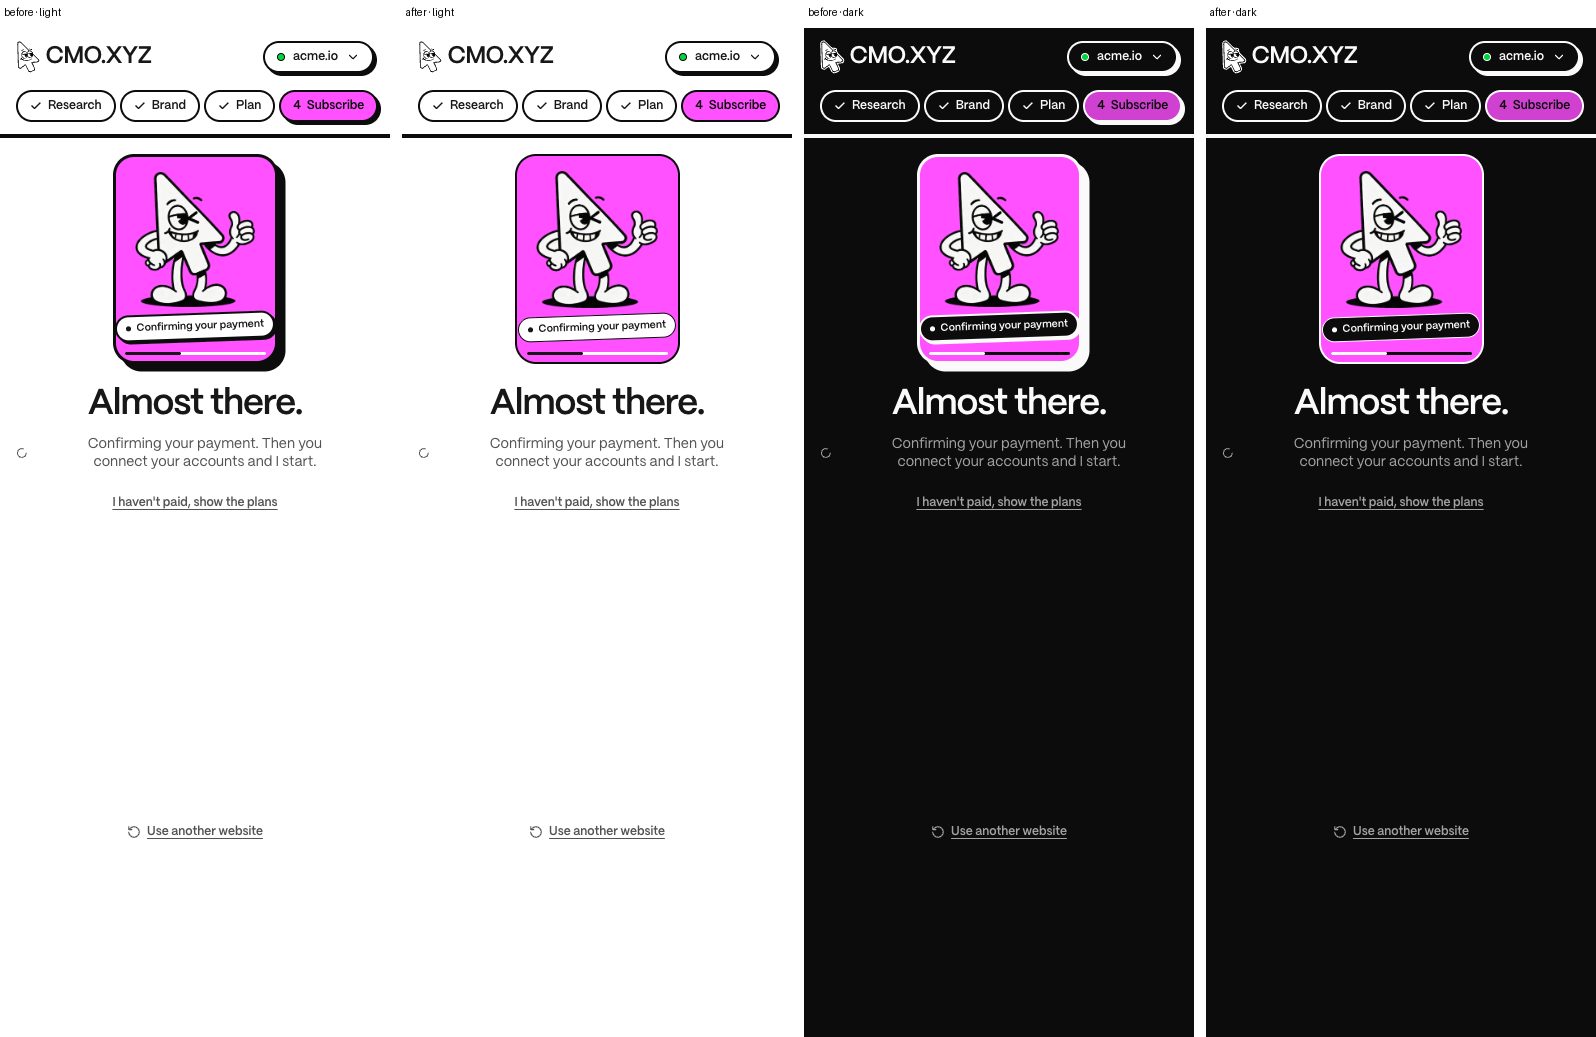 before · light
CMO.XYZ
acme.io
Research
Brand
Plan
4 Subscribe
Confirming your payment
Almost there.
Confirming your payment. Then you
connect your accounts and I start.
I haven't paid, show the plans
Use another website
after · light
CMO.XYZ
acme.io
Research
Brand
Plan
4 Subscribe
Confirming your payment
Almost there.
Confirming your payment. Then you
connect your accounts and I start.
I haven't paid, show the plans
Use another website
before · dark
CMO.XYZ
acme.io
Research
Brand
Plan
4 Subscribe
Confirming your payment
Almost there.
Confirming your payment. Then you
connect your accounts and I start.
I haven't paid, show the plans
Use another website
after · dark
CMO.XYZ
acme.io
Research
Brand
Plan
4 Subscribe
Confirming your payment
Almost there.
Confirming your payment. Then you
connect your accounts and I start.
I haven't paid, show the plans
Use another website